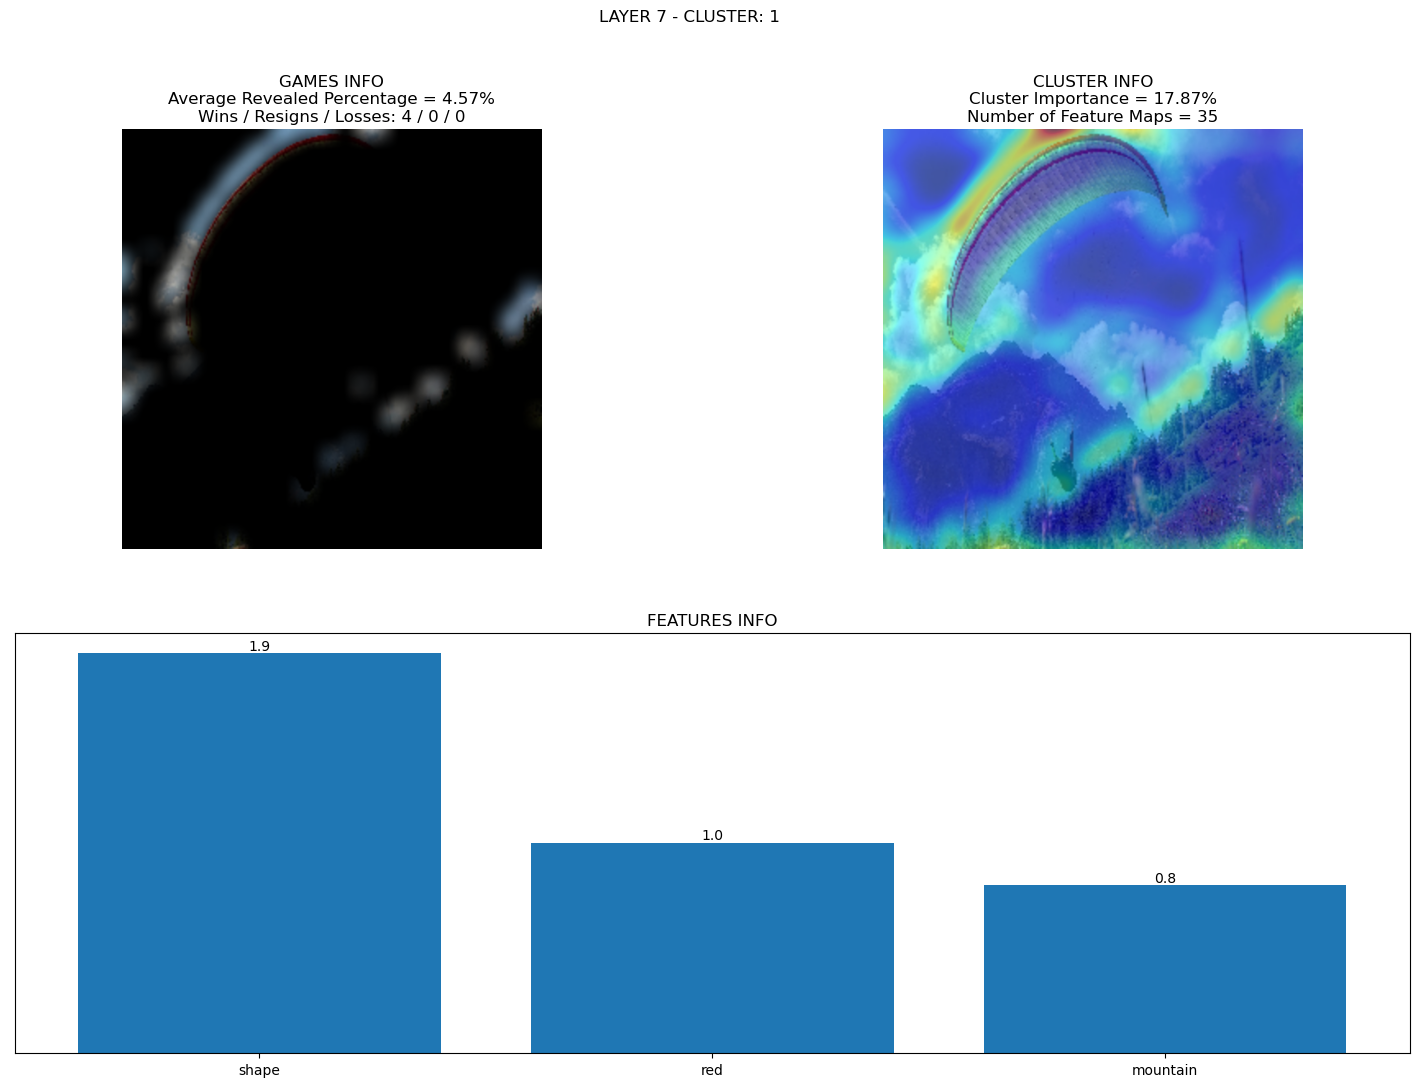 LAYER 7 - CLUSTER: 1
GAMES INFO
Average Revealed Percentage = 4.57%
Wins / Resigns / Losses: 4 / 0 / 0
CLUSTER INFO
Cluster Importance = 17.87%
Number of Feature Maps = 35
FEATURES INFO
1.9
1.0
0.8
shape
red
mountain